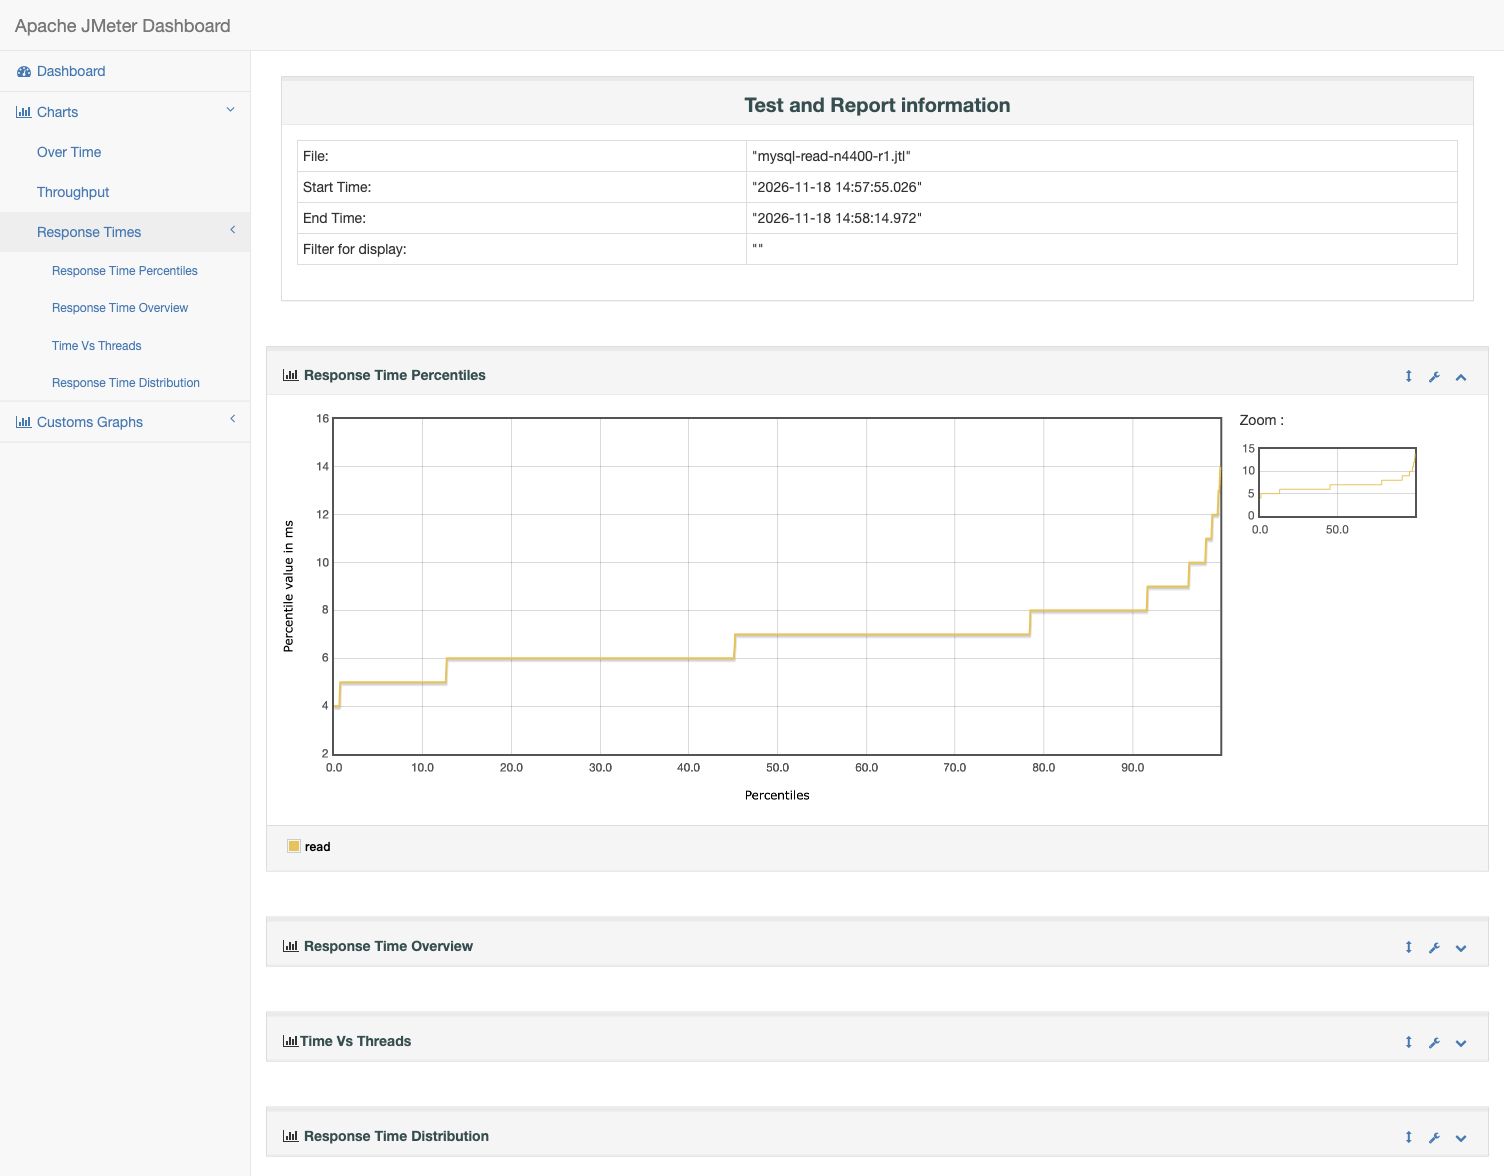 Apache JMeter Dashboard
Dashboard
Charts
Over Time
Throughput
Response Times
Response Time Percentiles
Response Time Overview
Time Vs Threads
Response Time Distribution
Customs Graphs
Test and Report information
File: "mysql-read-n4400-r1.jtl"
Start Time: "2026-11-18 14:57:55.026"
End Time: "2026-11-18 14:58:14.972"
Filter for display: ""
Response Time Percentiles
16
14
12
10
8
6
4
2
Percentile value in ms
0.0 10.0 20.0 30.0 40.0 50.0 60.0 70.0 80.0 90.0
Percentiles
Zoom :
15
10
5
0
0.0 50.0
read
Response Time Overview
Time Vs Threads
Response Time Distribution